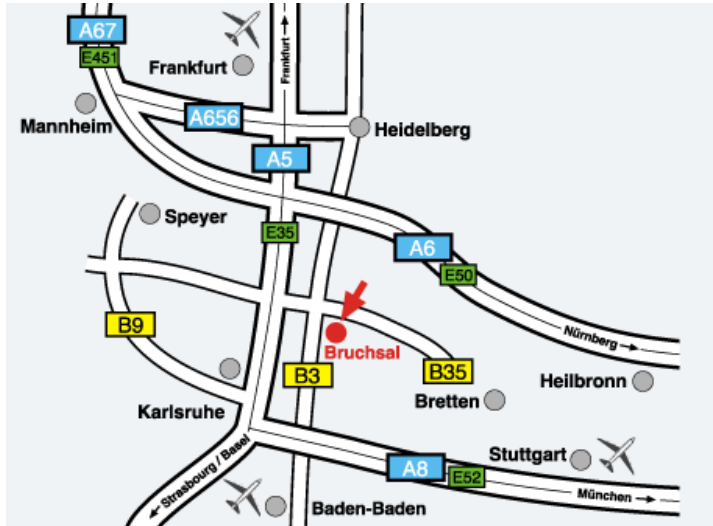 A67
E451
Frankfurt
Frankfurt →
Mannheim
A656
Heidelberg
A5
Speyer
E35
A6
E50
B9
Nürnberg →
Bruchsal
B3
B35
Heilbronn
Karlsruhe
Bretten
← Strasbourg / Basel
Stuttgart
A8
E52
München →
Baden-Baden